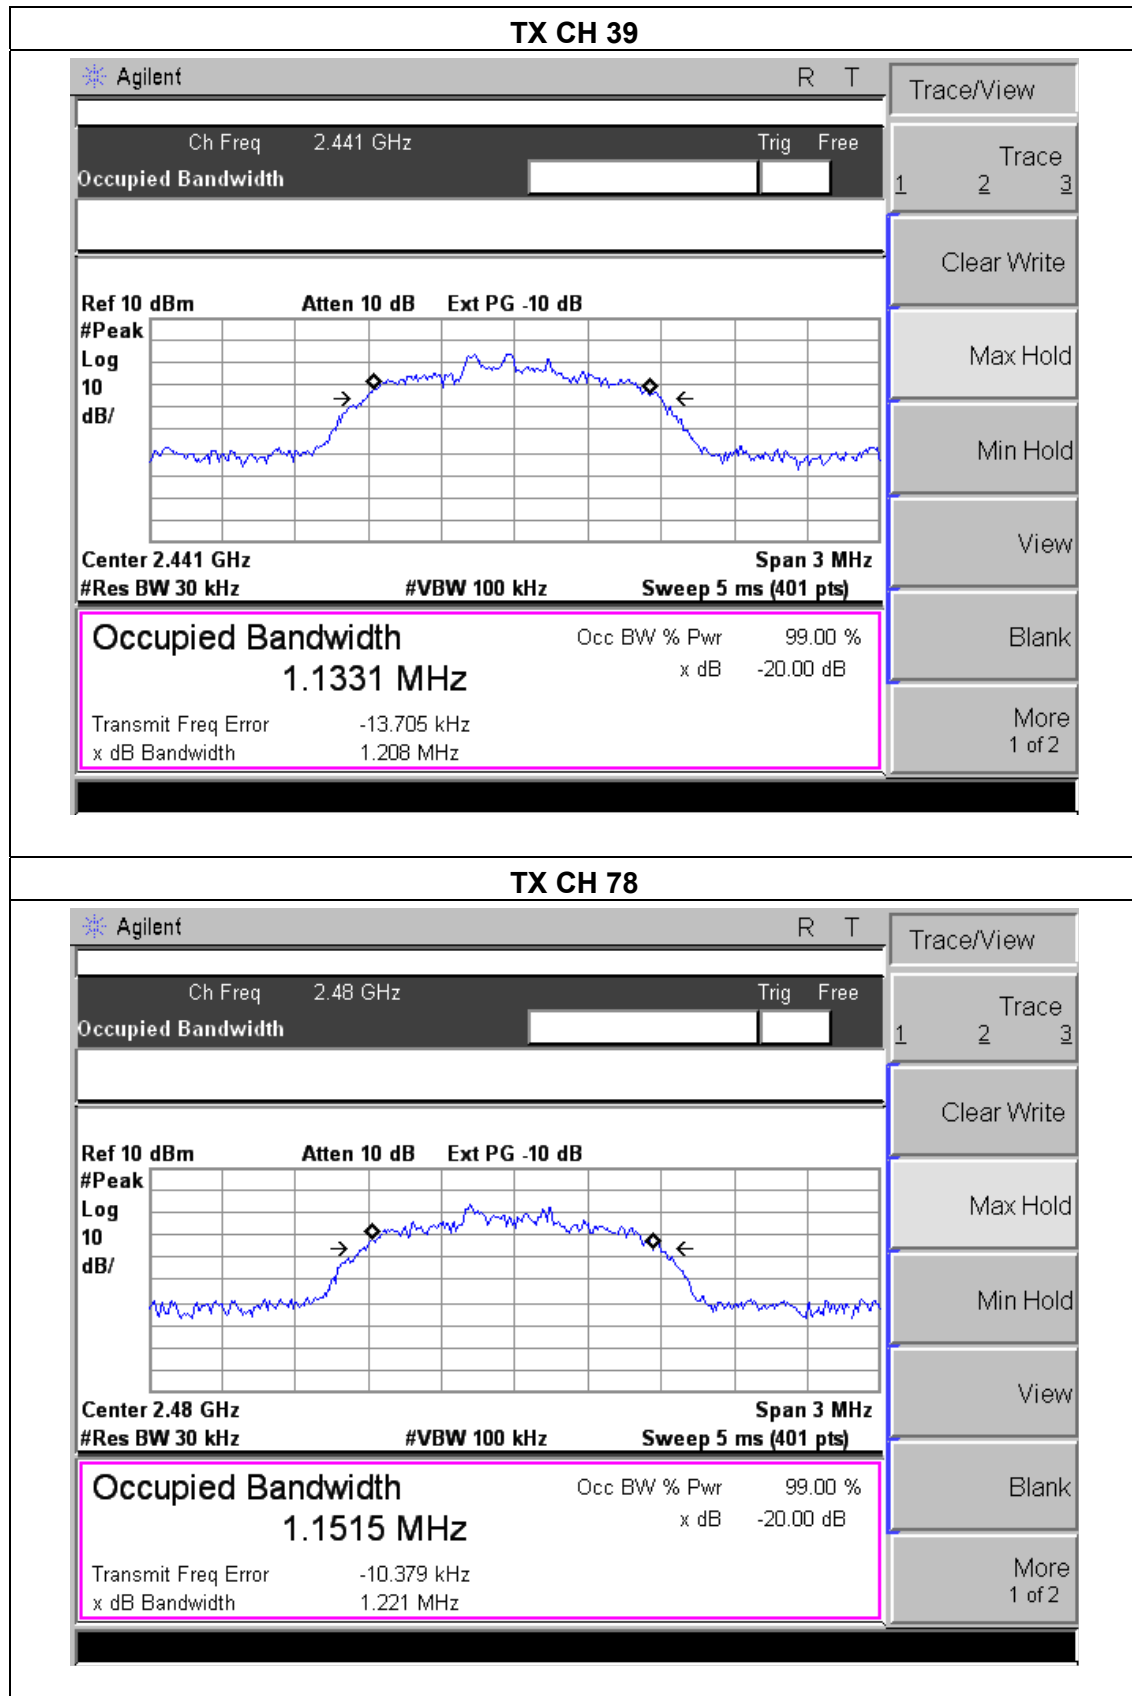 TX CH 39
Agilent R T
Trace/View
Ch Freq 2.441 GHz Trig Free
Occupied Bandwidth
Trace
1 2 3
Clear Write
Ref 10 dBm Atten 10 dB Ext PG -10 dB
#Peak
Log
10
dB/
Max Hold
Min Hold
View
Center 2.441 GHz Span 3 MHz
#Res BW 30 kHz #VBW 100 kHz Sweep 5 ms (401 pts)
Occupied Bandwidth Occ BW % Pwr 99.00 %
1.1331 MHz x dB -20.00 dB
Blank
Transmit Freq Error -13.705 kHz
x dB Bandwidth 1.208 MHz
More
1 of 2
TX CH 78
Agilent R T
Trace/View
Ch Freq 2.48 GHz Trig Free
Occupied Bandwidth
Trace
1 2 3
Clear Write
Ref 10 dBm Atten 10 dB Ext PG -10 dB
#Peak
Log
10
dB/
Max Hold
Min Hold
View
Center 2.48 GHz Span 3 MHz
#Res BW 30 kHz #VBW 100 kHz Sweep 5 ms (401 pts)
Occupied Bandwidth Occ BW % Pwr 99.00 %
1.1515 MHz x dB -20.00 dB
Blank
Transmit Freq Error -10.379 kHz
x dB Bandwidth 1.221 MHz
More
1 of 2